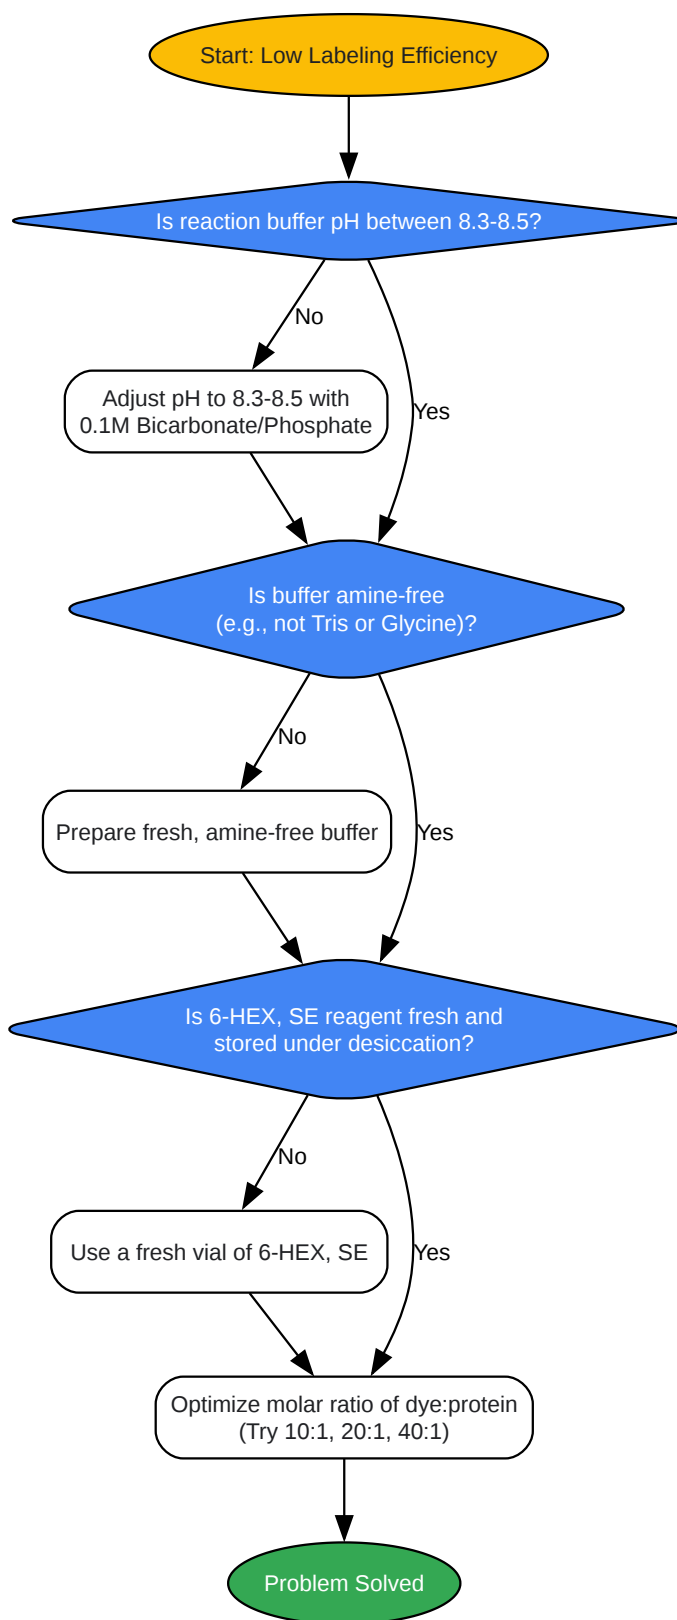 Start: Low Labeling Efficiency
Is reaction buffer pH between 8.3-8.5?
No
Adjust pH to 8.3-8.5 with
0.1M Bicarbonate/Phosphate
Yes
Is buffer amine-free
(e.g., not Tris or Glycine)?
No
Prepare fresh, amine-free buffer
Yes
Is 6-HEX, SE reagent fresh and
stored under desiccation?
No
Use a fresh vial of 6-HEX, SE
Yes
Optimize molar ratio of dye:protein
(Try 10:1, 20:1, 40:1)
Problem Solved